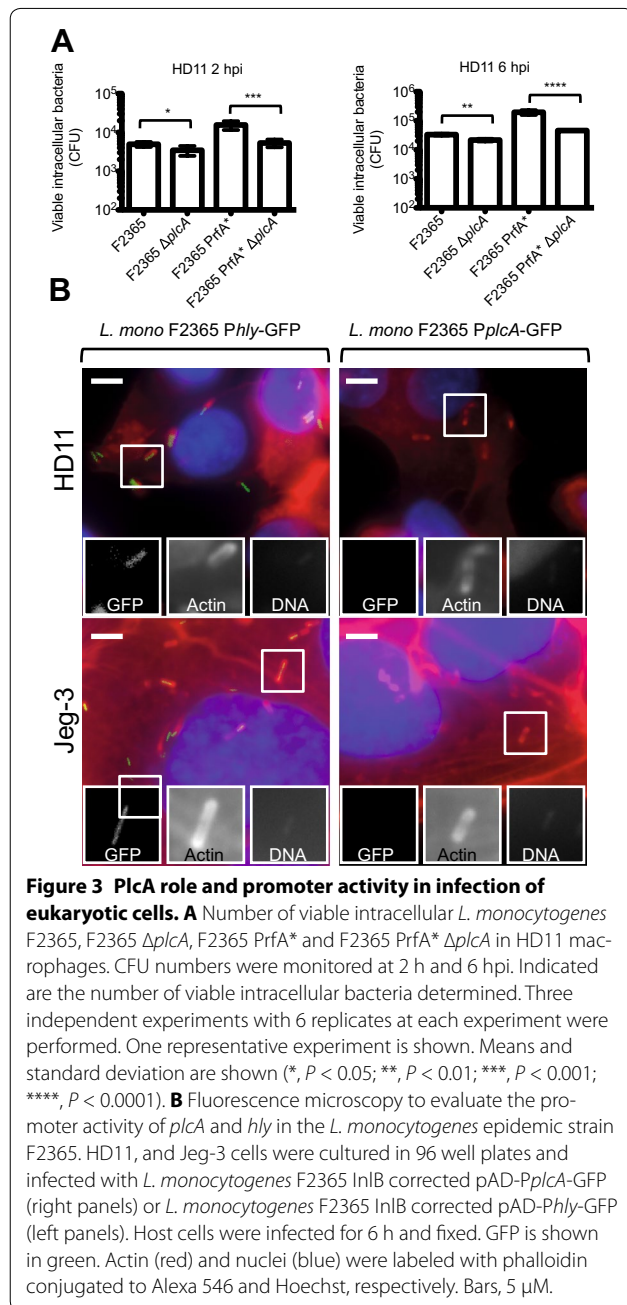 A
HD11 2 hpi
HD11 6 hpi
Viable intracellular bacteria
(CFU)
10⁵
10⁴
10³
10²
*
***
F2365
F2365 ΔplcA
F2365 PrfA*
F2365 PrfA* ΔplcA
Viable intracellular bacteria
(CFU)
10⁶
10⁵
10⁴
10³
10²
**
****
F2365
F2365 ΔplcA
F2365 PrfA*
F2365 PrfA* ΔplcA
B
L. mono F2365 Phly-GFP
L. mono F2365 PplcA-GFP
HD11
GFP
Actin
DNA
GFP
Actin
DNA
Jeg-3
GFP
Actin
DNA
GFP
Actin
DNA
Figure 3 PlcA role and promoter activity in infection of
eukaryotic cells. A Number of viable intracellular L. monocytogenes
F2365, F2365 ΔplcA, F2365 PrfA* and F2365 PrfA* ΔplcA in HD11 mac-
rophages. CFU numbers were monitored at 2 h and 6 hpi. Indicated
are the number of viable intracellular bacteria determined. Three
independent experiments with 6 replicates at each experiment were
performed. One representative experiment is shown. Means and
standard deviation are shown (*, P < 0.05; **, P < 0.01; ***, P < 0.001;
****, P < 0.0001). B Fluorescence microscopy to evaluate the pro-
moter activity of plcA and hly in the L. monocytogenes epidemic strain
F2365. HD11, and Jeg-3 cells were cultured in 96 well plates and
infected with L. monocytogenes F2365 InlB corrected pAD-PplcA-GFP
(right panels) or L. monocytogenes F2365 InlB corrected pAD-Phly-GFP
(left panels). Host cells were infected for 6 h and fixed. GFP is shown
in green. Actin (red) and nuclei (blue) were labeled with phalloidin
conjugated to Alexa 546 and Hoechst, respectively. Bars, 5 μM.